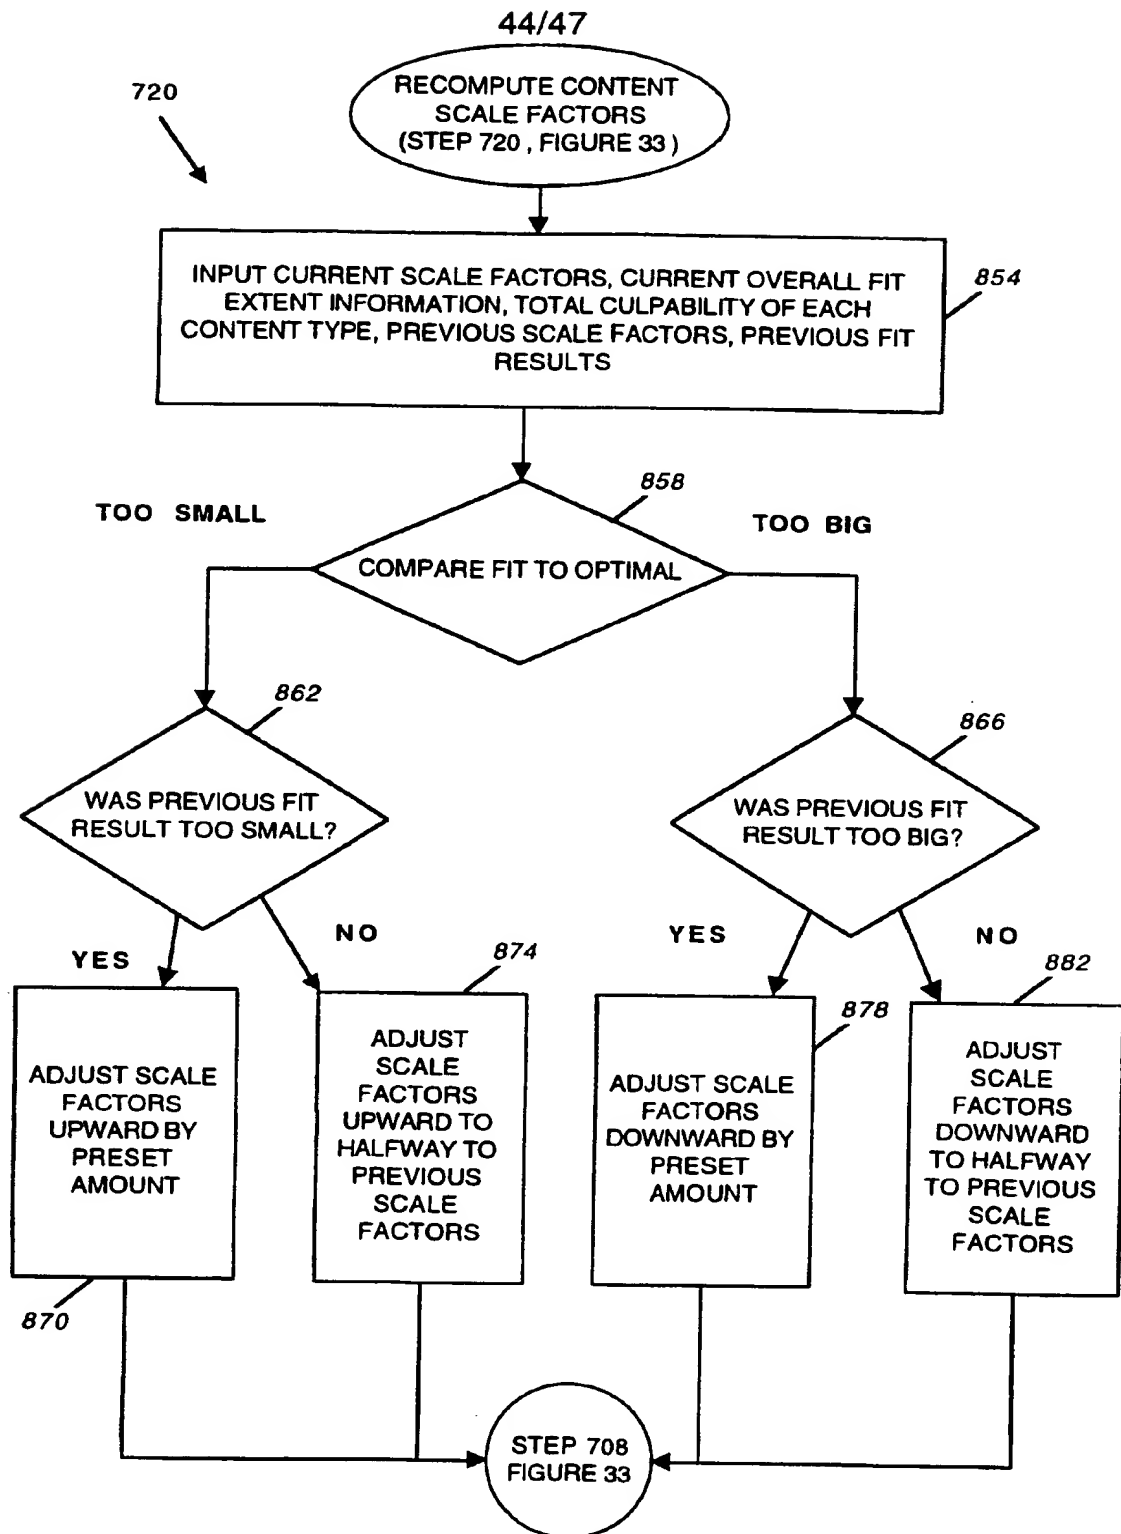 44/47
RECOMPUTE CONTENT
SCALE FACTORS
(STEP 720 , FIGURE 33 )
720
INPUT CURRENT SCALE FACTORS, CURRENT OVERALL FIT
EXTENT INFORMATION, TOTAL CULPABILITY OF EACH
CONTENT TYPE, PREVIOUS SCALE FACTORS, PREVIOUS FIT
RESULTS
854
858
TOO SMALL
TOO BIG
COMPARE FIT TO OPTIMAL
862
866
WAS PREVIOUS FIT
RESULT TOO SMALL?
WAS PREVIOUS FIT
RESULT TOO BIG?
YES
NO
YES
NO
874
878
882
ADJUST SCALE
FACTORS
UPWARD BY
PRESET
AMOUNT
ADJUST
SCALE
FACTORS
UPWARD TO
HALFWAY TO
PREVIOUS
SCALE
FACTORS
ADJUST SCALE
FACTORS
DOWNWARD BY
PRESET
AMOUNT
ADJUST
SCALE
FACTORS
DOWNWARD
TO HALFWAY
TO PREVIOUS
SCALE
FACTORS
870
STEP 708
FIGURE 33